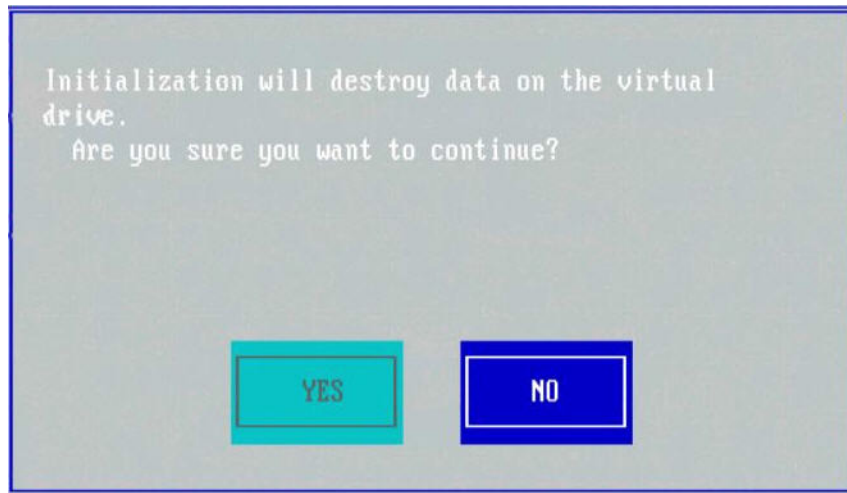 Initialization will destroy data on the virtual
drive.
Are you sure you want to continue?
YES
NO